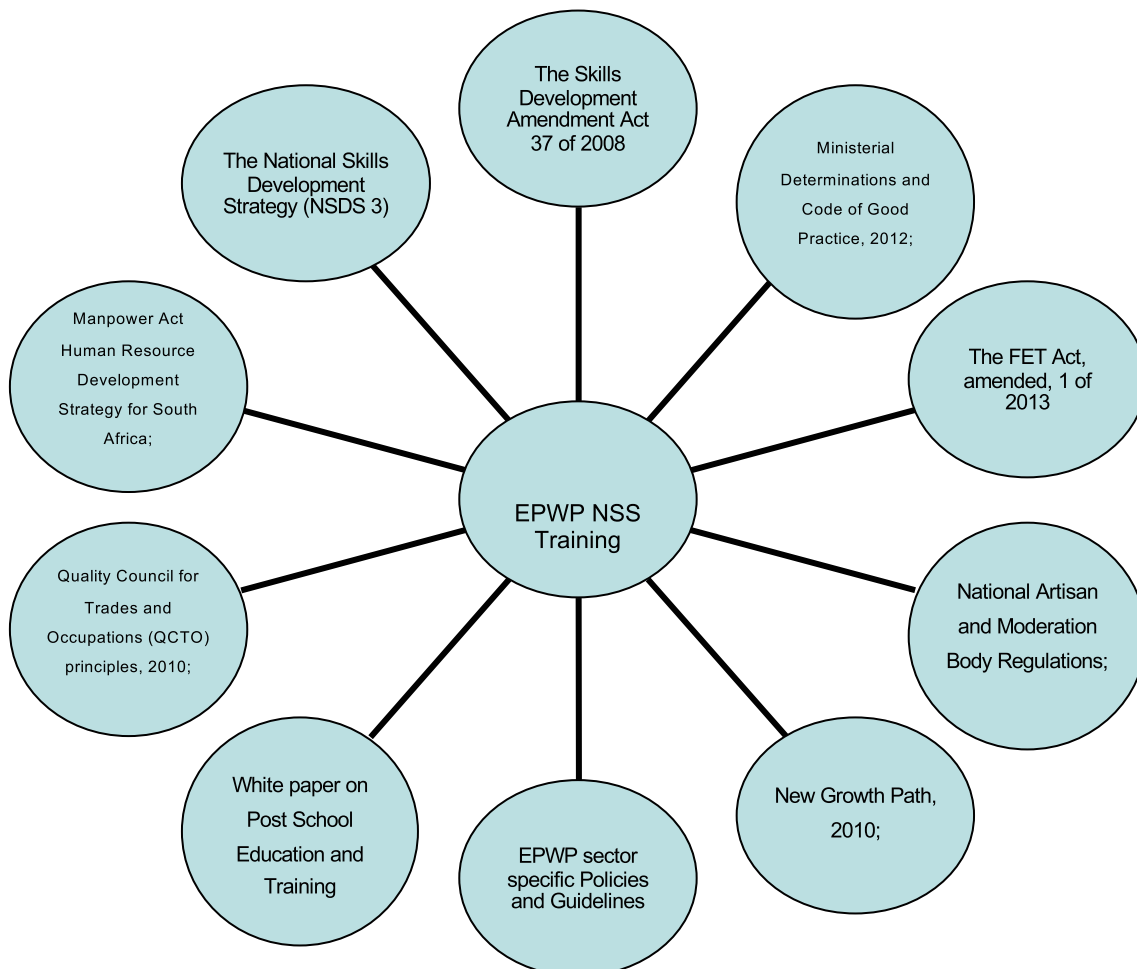 The Skills
Development
Amendment Act
37 of 2008
Ministerial
Determinations and
Code of Good
Practice, 2012;
The FET Act,
amended, 1 of
2013
National Artisan
and Moderation
Body Regulations;
New Growth Path,
2010;
EPWP sector
specific Policies
and Guidelines
White paper on
Post School
Education and
Training
Quality Council for
Trades and
Occupations (QCTO)
principles, 2010;
Manpower Act
Human Resource
Development
Strategy for South
Africa;
The National Skills
Development
Strategy (NSDS 3)
EPWP NSS
Training